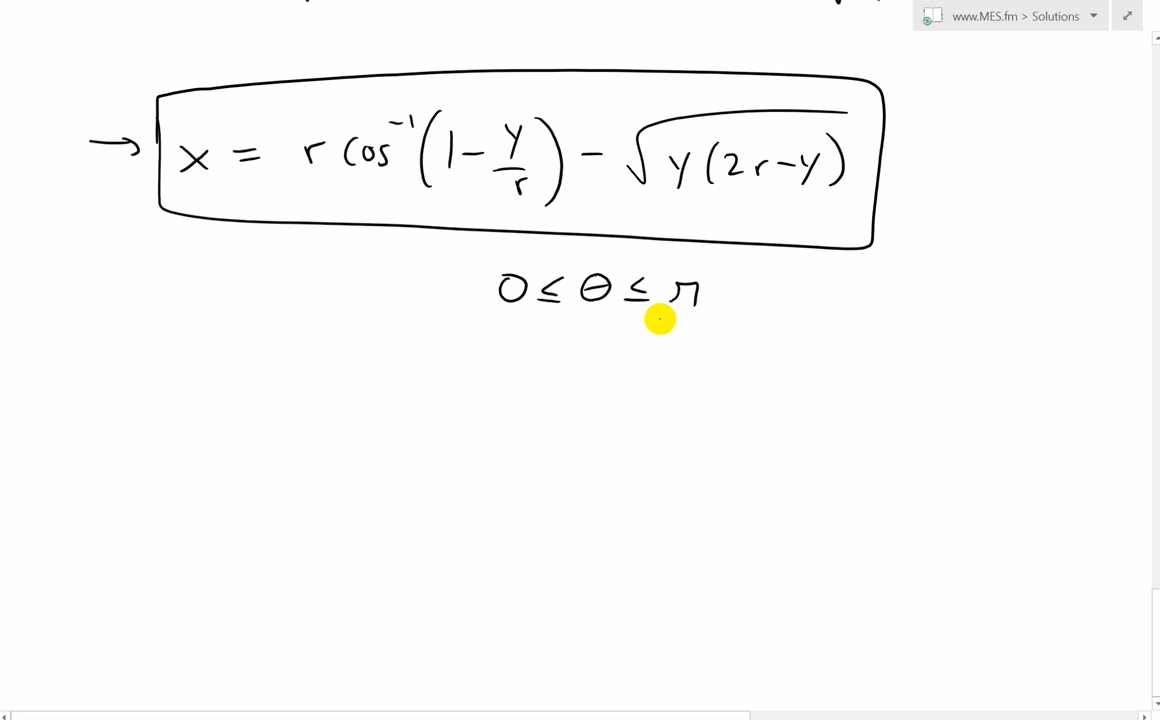 www.MES.fm > Solutions
→ x = r cos⁻¹(1 − y/r) − √(y(2r−y))
0 ≤ θ ≤ π